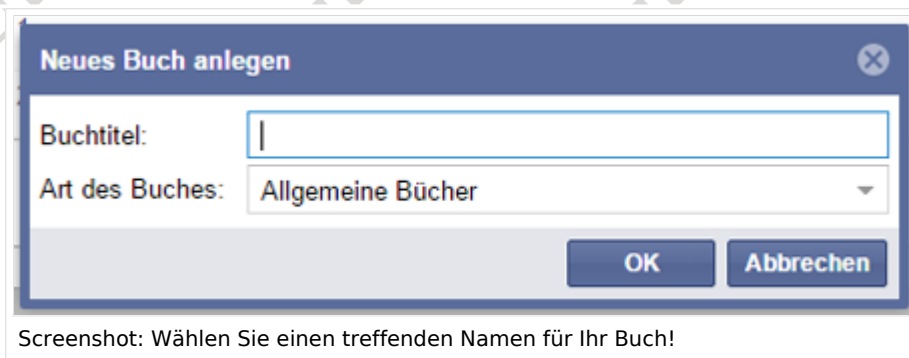 Neues Buch anlegen
Buchtitel:
Art des Buches: Allgemeine Bücher
OK Abbrechen
Screenshot: Wählen Sie einen treffenden Namen für Ihr Buch!